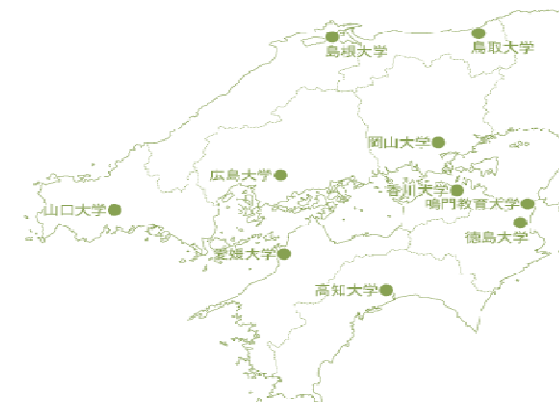 島根大学
鳥取大学
岡山大学
広島大学
香川大学
鳴門教育大学
山口大学
徳島大学
愛媛大学
高知大学